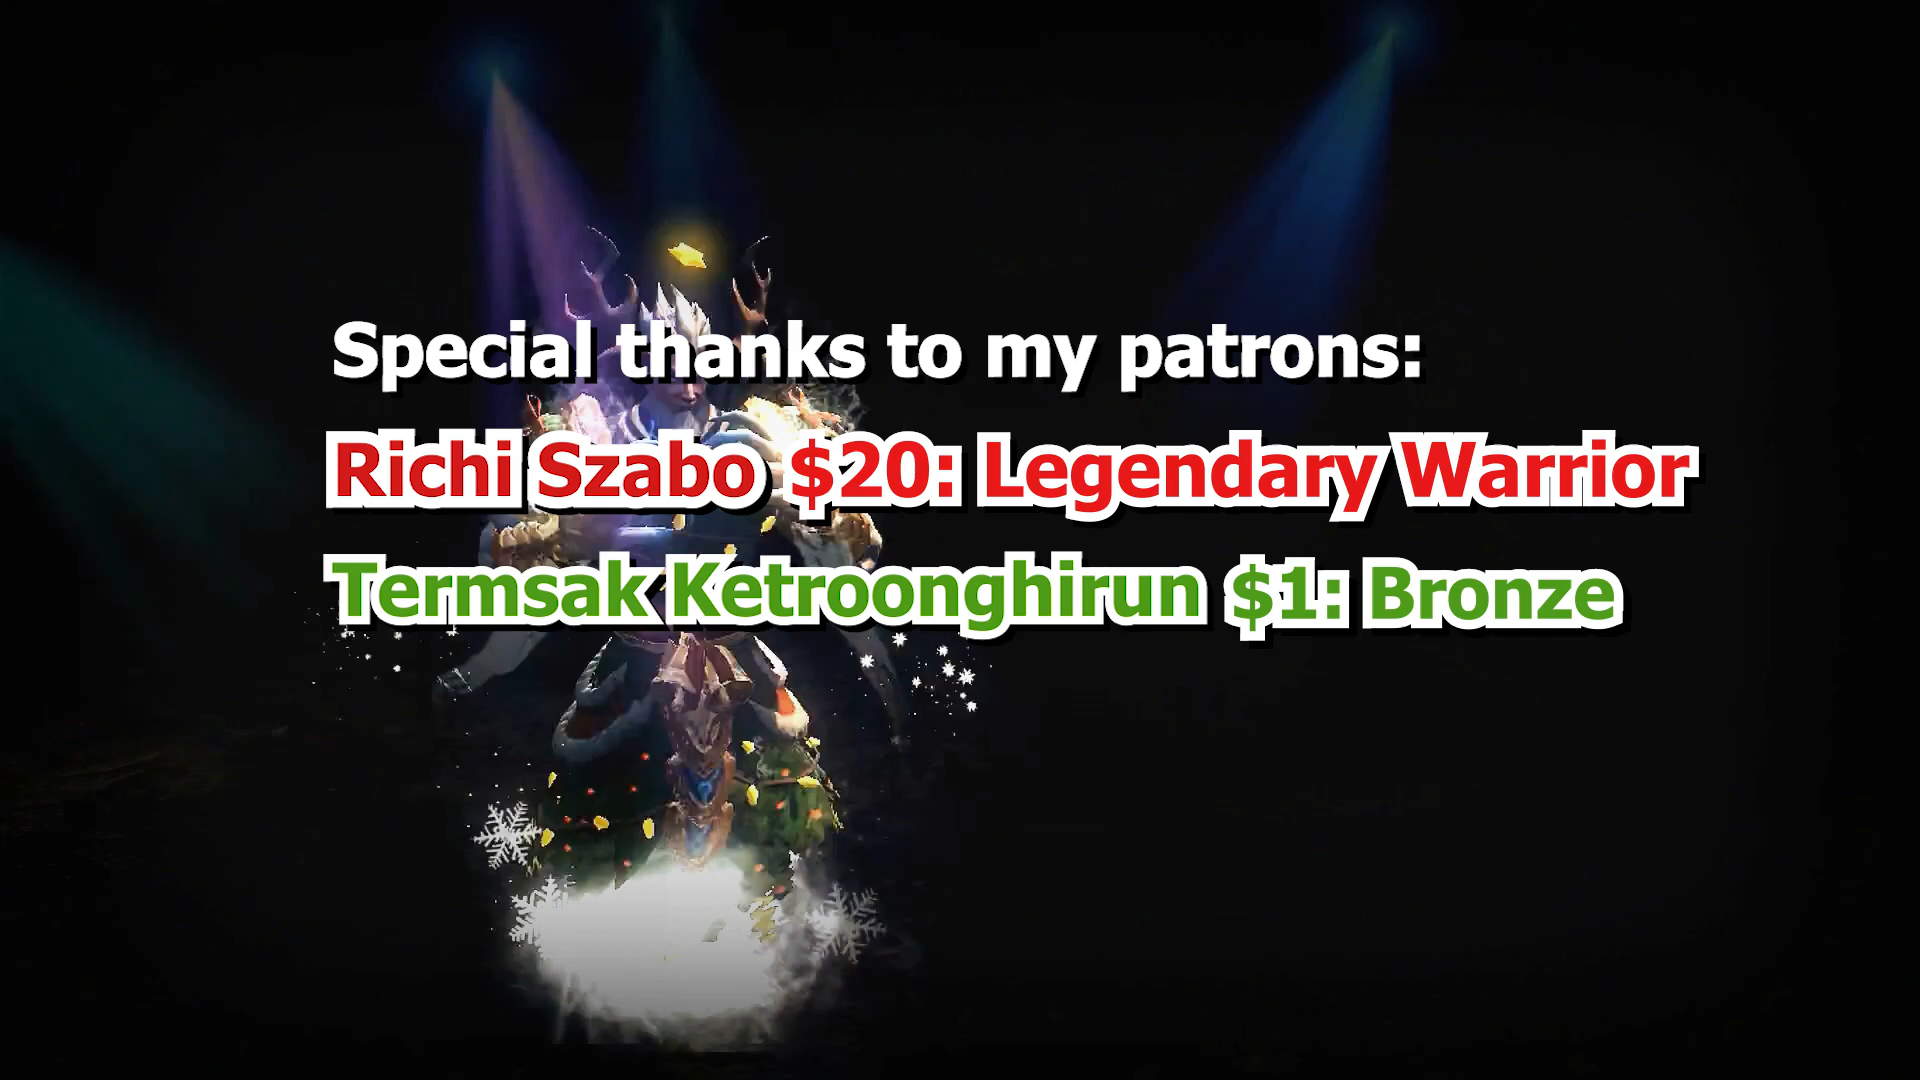 Special thanks to my patrons:
Richi Szabo $20: Legendary Warrior
Termsak Ketroonghirun $1: Bronze